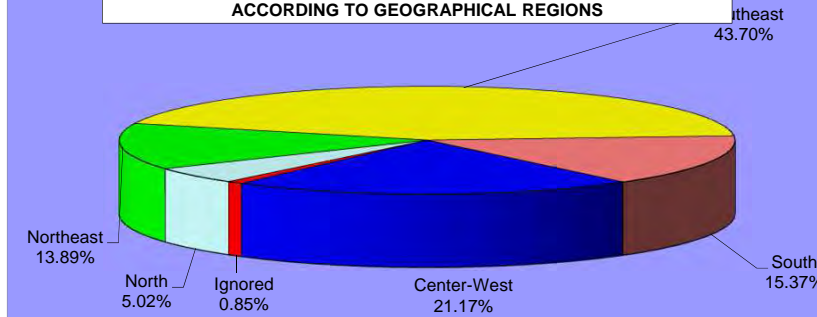 ACCORDING TO GEOGRAPHICAL REGIONS
utheast
43.70%
Northeast
13.89%
North
5.02%
Ignored
0.85%
Center-West
21.17%
South
15.37%